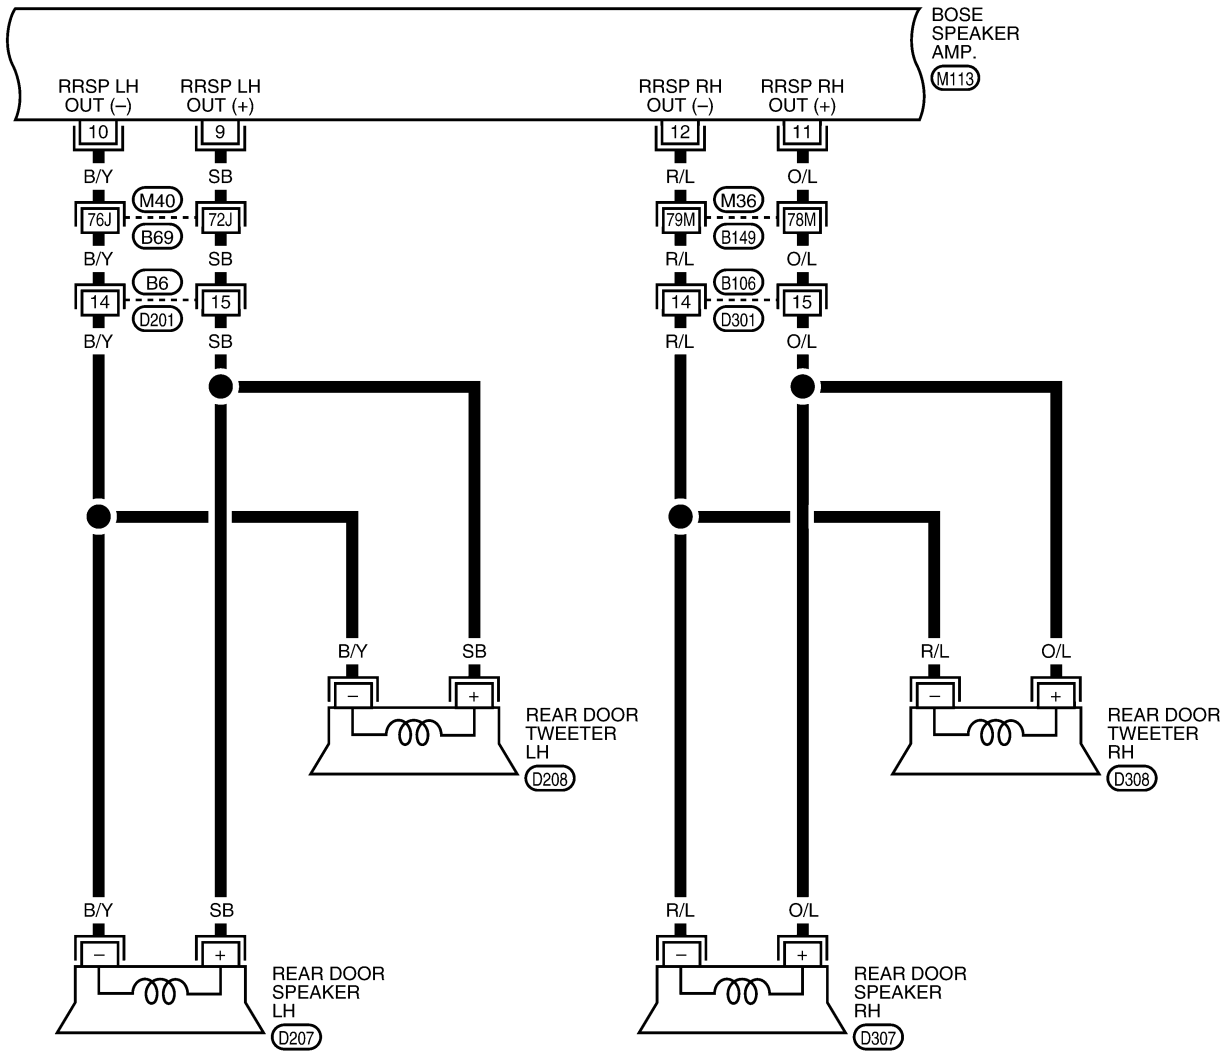 BOSE
SPEAKER
AMP.
M113
RRSP LH RRSP LH RRSP RH RRSP RH
OUT (–) OUT (+) OUT (–) OUT (+)
10 9 12 11
B/Y SB R/L O/L
M40 M36
76J 72J 79M 78M
B69 B149
B/Y SB R/L O/L
B6 B106
14 15 14 15
D201 D301
B/Y SB R/L O/L
B/Y SB R/L O/L
– + – +
REAR DOOR REAR DOOR
TWEETER TWEETER
LH RH
D208 D308
B/Y SB R/L O/L
– + – +
REAR DOOR REAR DOOR
SPEAKER SPEAKER
LH RH
D207 D307